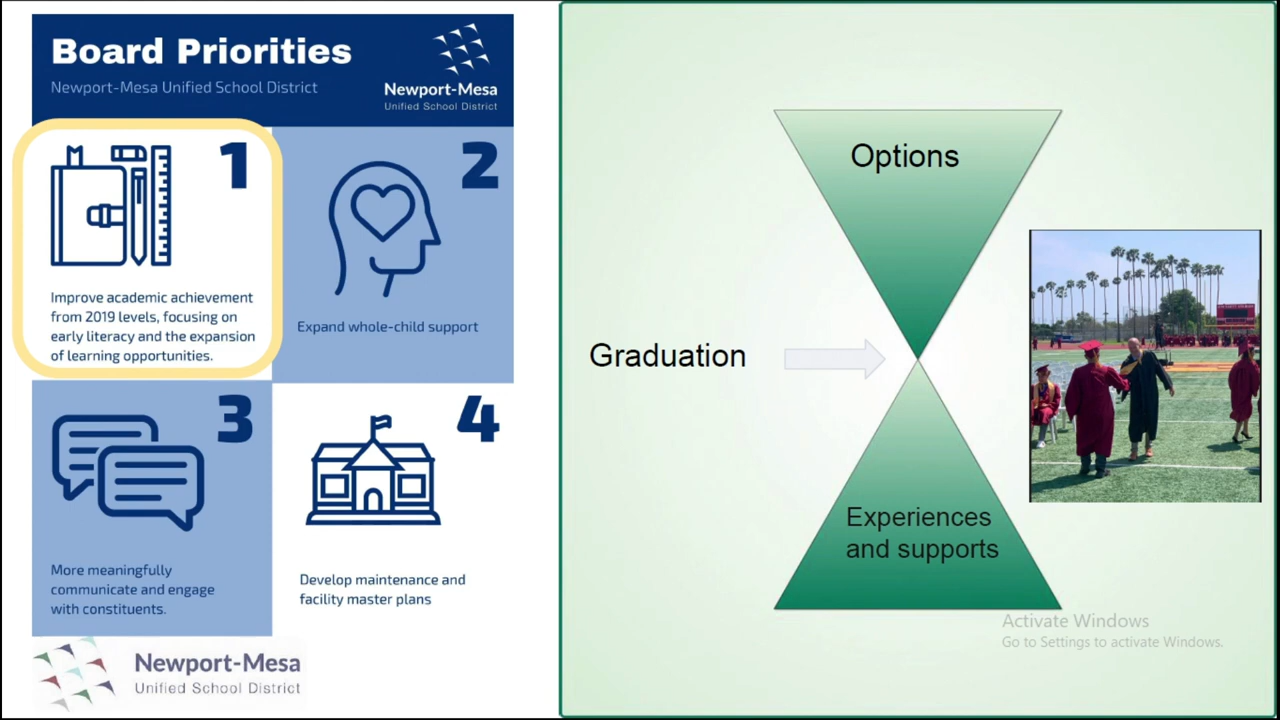 Board Priorities
Newport-Mesa Unified School District
Newport-Mesa
Unified School District
1
Improve academic achievement
from 2019 levels, focusing on
early literacy and the expansion
of learning opportunities.
2
Expand whole-child support
3
More meaningfully
communicate and engage
with constituents.
4
Develop maintenance and
facility master plans
Newport-Mesa
Unified School District
Options
Graduation
Experiences
and supports
Activate Windows
Go to Settings to activate Windows.